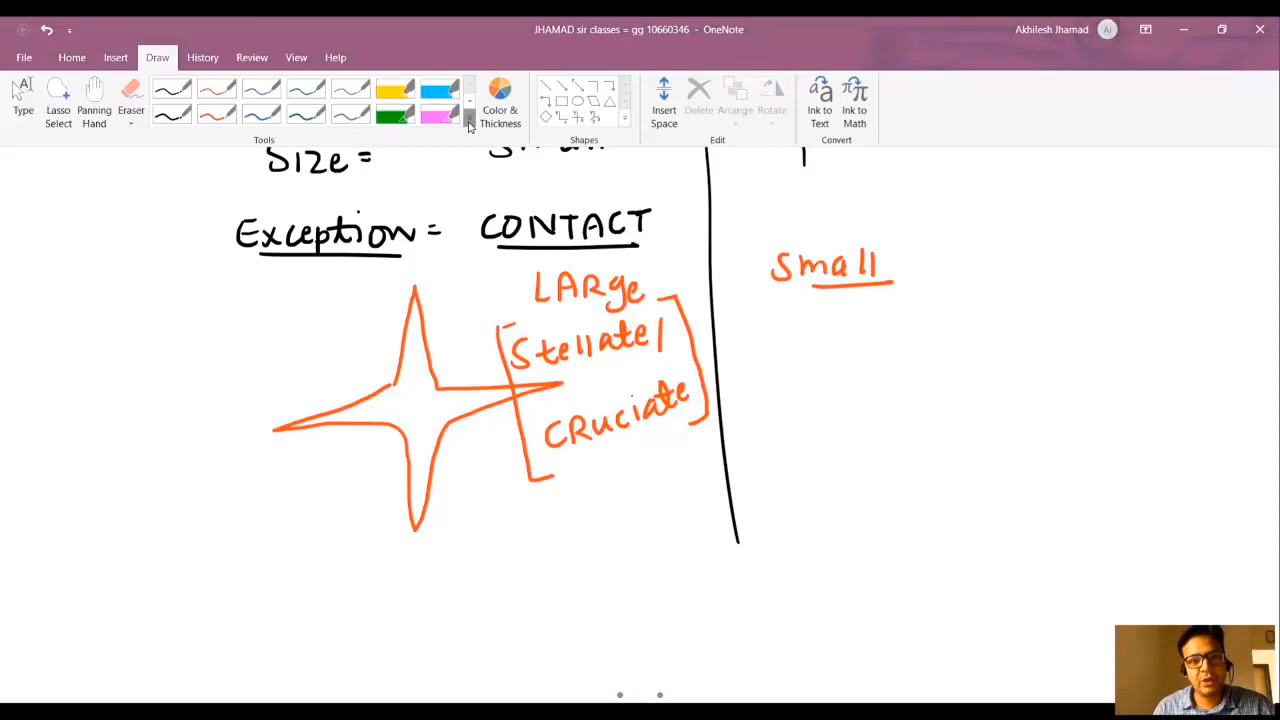 JHAMAD sir classes = gg 10660346 - OneNote
Akhilesh Jhamad
AJ
File Home Insert Draw History Review View Help
Type
Lasso Select
Panning Hand
Eraser
Color & Thickness
Insert Space
Delete
Arrange
Rotate
Ink to Text
Ink to Math
Tools
Shapes
Edit
Convert
Size = Small
Exception = CONTACT
LARge
Stellate/
CRuciate
Small